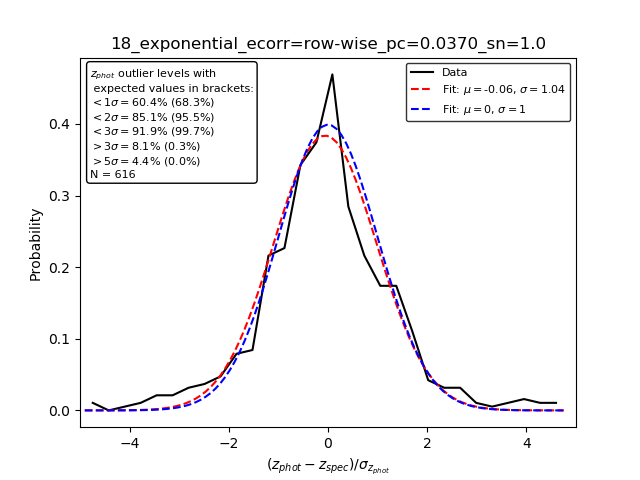 18_exponential_ecorr=row-wise_pc=0.0370_sn=1.0
z_phot outlier levels with
expected values in brackets:
<1σ = 60.4% (68.3%)
<2σ = 85.1% (95.5%)
<3σ = 91.9% (99.7%)
>3σ = 8.1% (0.3%)
>5σ = 4.4% (0.0%)
N = 616
Data
Fit: μ = -0.06, σ = 1.04
Fit: μ = 0, σ = 1
Probability
0.4
0.3
0.2
0.1
0.0
−4 −2 0 2 4
(z_phot − z_spec)/σ_z_phot